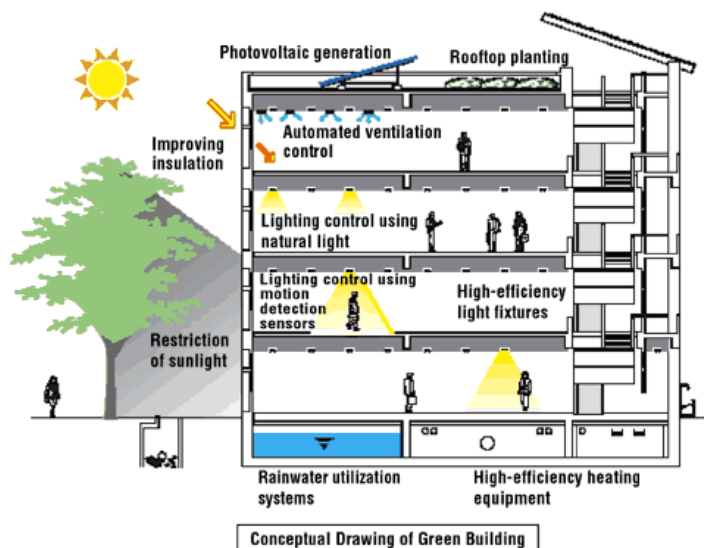 Photovoltaic generation
Rooftop planting
Improving
insulation
Automated ventilation
control
Lighting control using
natural light
Lighting control using
motion
detection
sensors
High-efficiency
light fixtures
Restriction
of sunlight
Rainwater utilization
systems
High-efficiency heating
equipment
Conceptual Drawing of Green Building